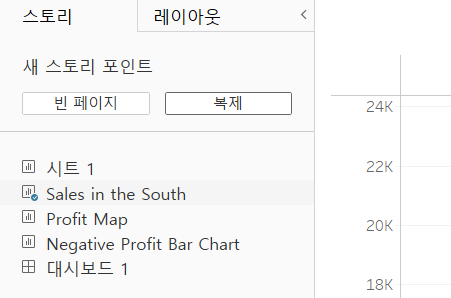 스토리 레이아웃
새 스토리 포인트
빈 페이지 복제
시트 1
Sales in the South
Profit Map
Negative Profit Bar Chart
대시보드 1
24K
22K
20K
18K